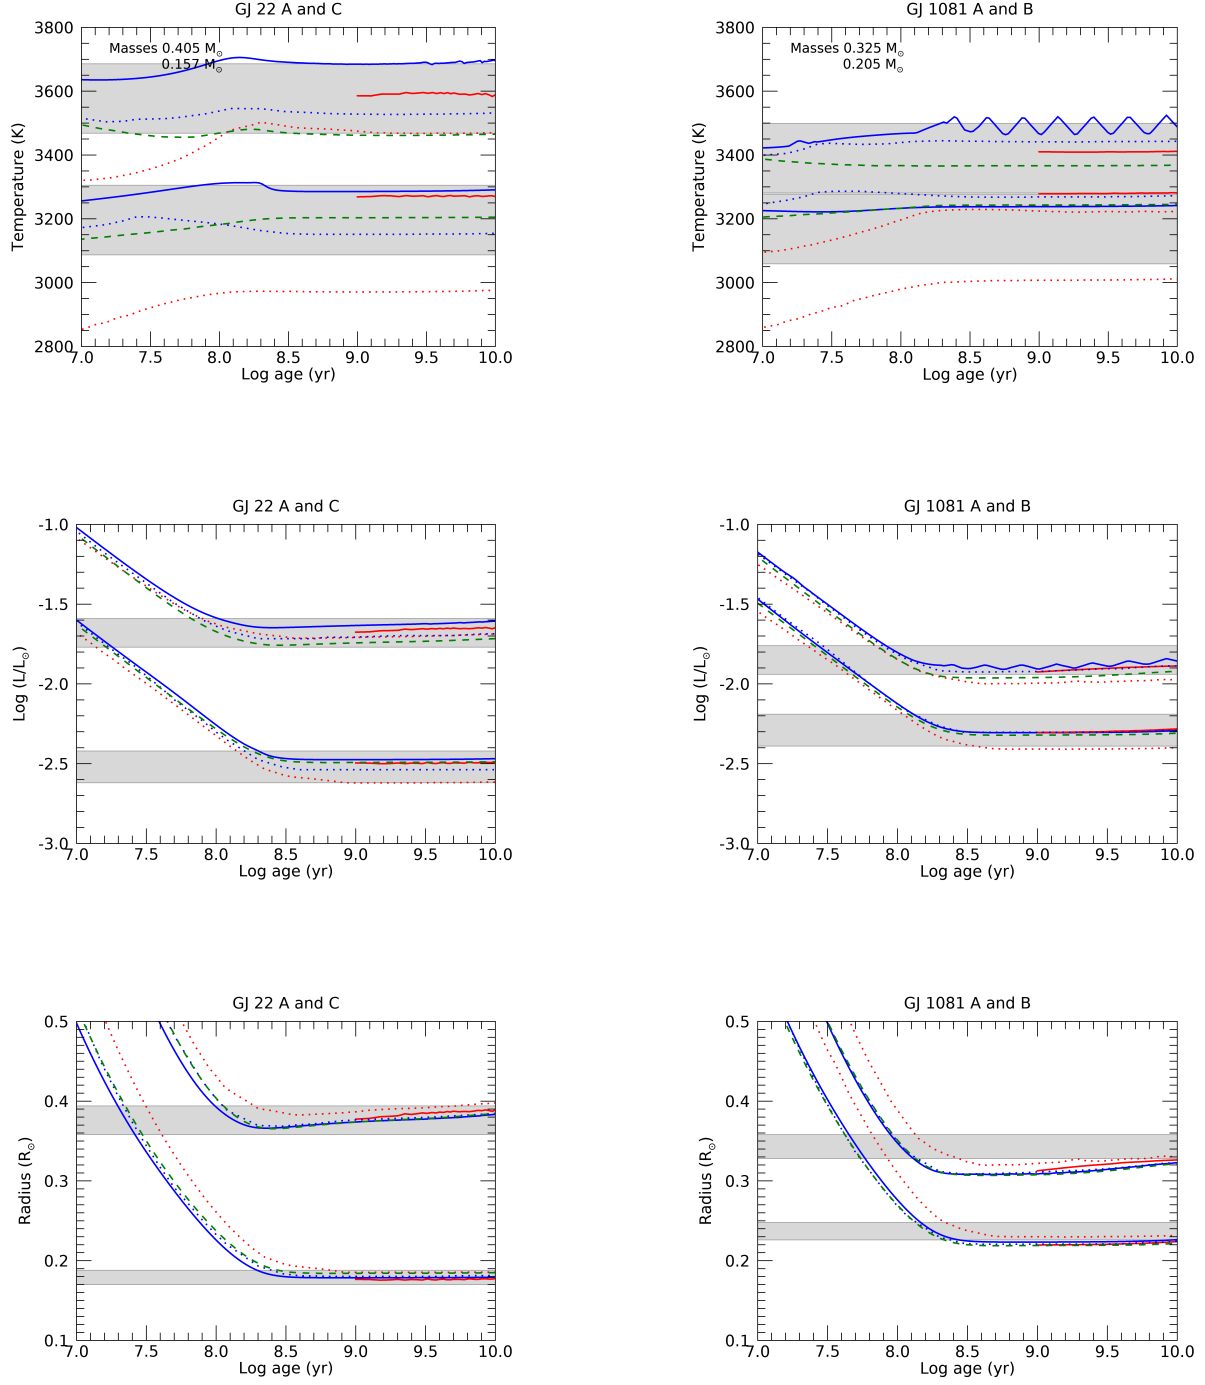 GJ 22 A and C
Masses 0.405 M⊙
0.157 M⊙
3800
3600
3400
3200
3000
2800
Temperature (K)
7.0 7.5 8.0 8.5 9.0 9.5 10.0
Log age (yr)
GJ 1081 A and B
Masses 0.325 M⊙
0.205 M⊙
3800
3600
3400
3200
3000
2800
Temperature (K)
7.0 7.5 8.0 8.5 9.0 9.5 10.0
Log age (yr)
GJ 22 A and C
-1.0
-1.5
-2.0
-2.5
-3.0
Log (L/L⊙)
7.0 7.5 8.0 8.5 9.0 9.5 10.0
Log age (yr)
GJ 1081 A and B
-1.0
-1.5
-2.0
-2.5
-3.0
Log (L/L⊙)
7.0 7.5 8.0 8.5 9.0 9.5 10.0
Log age (yr)
GJ 22 A and C
0.5
0.4
0.3
0.2
0.1
Radius (R⊙)
7.0 7.5 8.0 8.5 9.0 9.5 10.0
Log age (yr)
GJ 1081 A and B
0.5
0.4
0.3
0.2
0.1
Radius (R⊙)
7.0 7.5 8.0 8.5 9.0 9.5 10.0
Log age (yr)